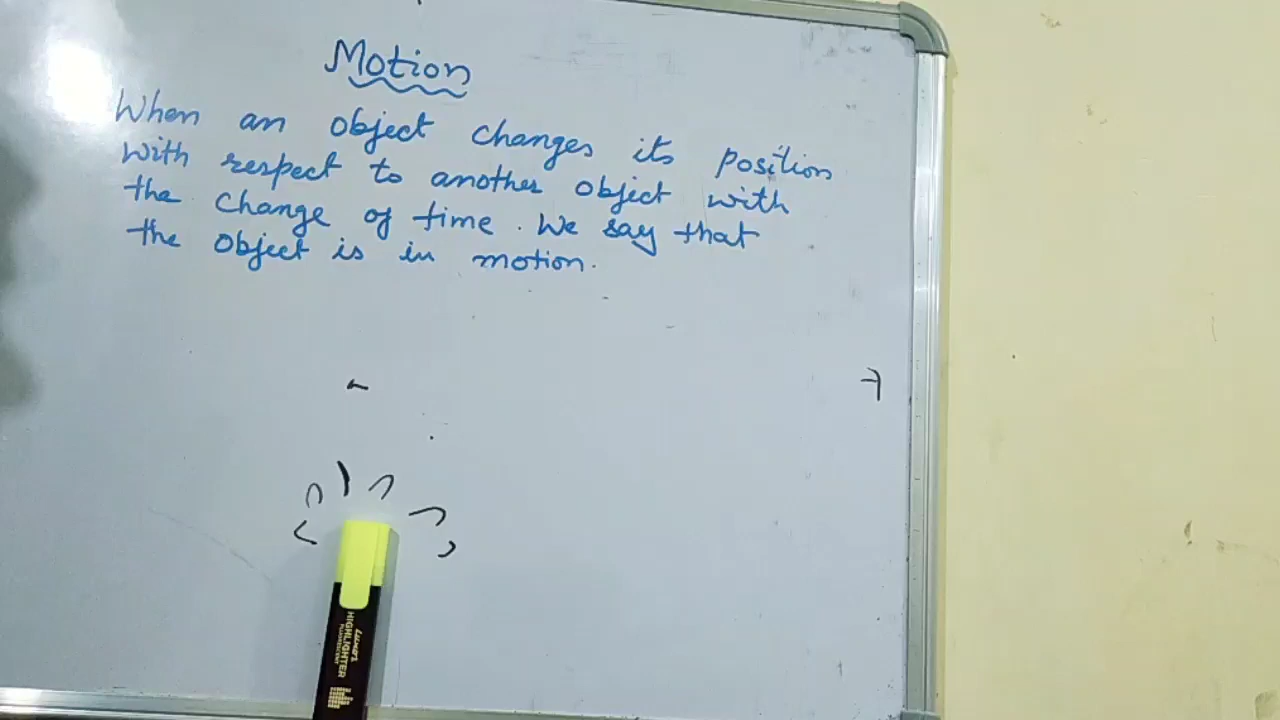 Motion
When an object changes its position
with respect to another object with
the change of time. We say that
the object is in motion.
HIGHLIGHTER